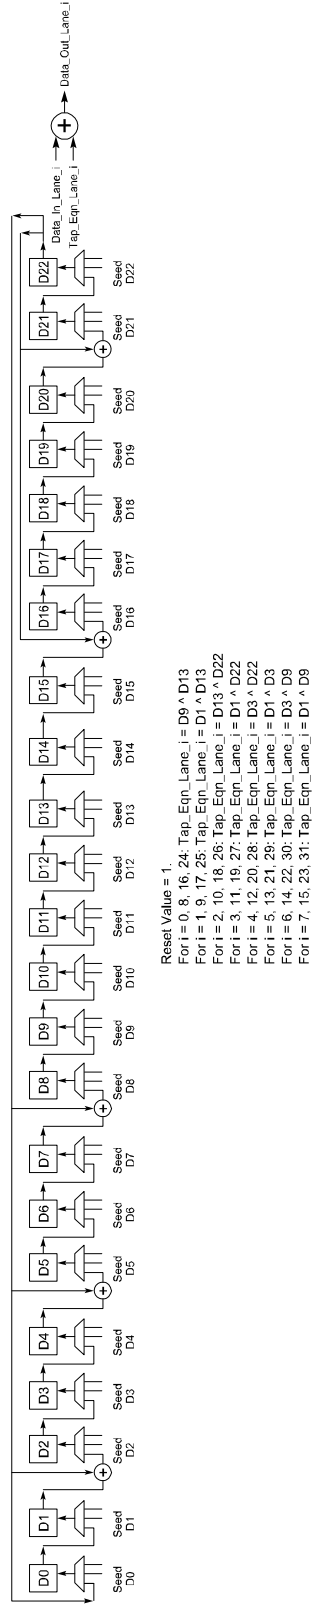 D0 D1 D2 D3 D4 D5 D6 D7 D8 D9 D10 D11 D12 D13 D14 D15 D16 D17 D18 D19 D20 D21 D22
+ + + + + +
Seed Seed Seed Seed Seed Seed Seed Seed Seed Seed Seed Seed Seed Seed Seed Seed Seed Seed Seed Seed Seed Seed Seed
D0 D1 D2 D3 D4 D5 D6 D7 D8 D9 D10 D11 D12 D13 D14 D15 D16 D17 D18 D19 D20 D21 D22
Data_In_Lane_i
Tap_Eqn_Lane_i
Data_Out_Lane_i
Reset Value = 1.
For i = 0, 8, 16, 24: Tap_Eqn_Lane_i = D9 ^ D13
For i = 1, 9, 17, 25: Tap_Eqn_Lane_i = D1 ^ D13
For i = 2, 10, 18, 26: Tap_Eqn_Lane_i = D13 ^ D22
For i = 3, 11, 19, 27: Tap_Eqn_Lane_i = D1 ^ D22
For i = 4, 12, 20, 28: Tap_Eqn_Lane_i = D3 ^ D22
For i = 5, 13, 21, 29: Tap_Eqn_Lane_i = D1 ^ D3
For i = 6, 14, 22, 30: Tap_Eqn_Lane_i = D3 ^ D9
For i = 7, 15, 23, 31: Tap_Eqn_Lane_i = D1 ^ D9